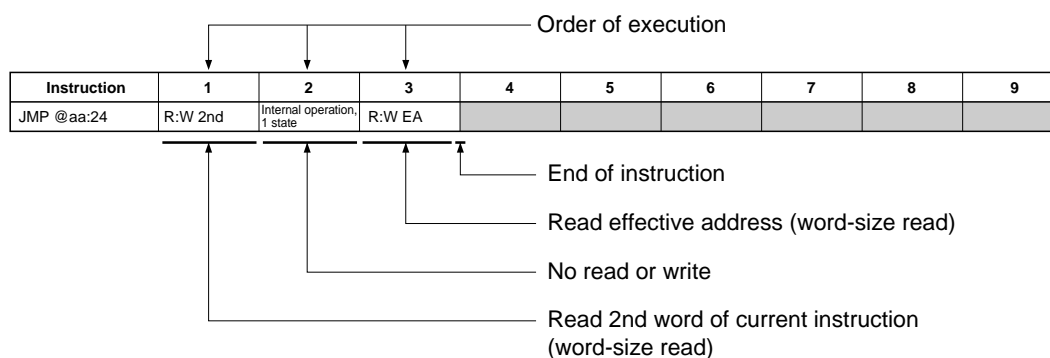 Order of execution
Instruction 1 2 3 4 5 6 7 8 9
JMP @aa:24 R:W 2nd Internal operation, R:W EA
1 state
End of instruction
Read effective address (word-size read)
No read or write
Read 2nd word of current instruction
(word-size read)